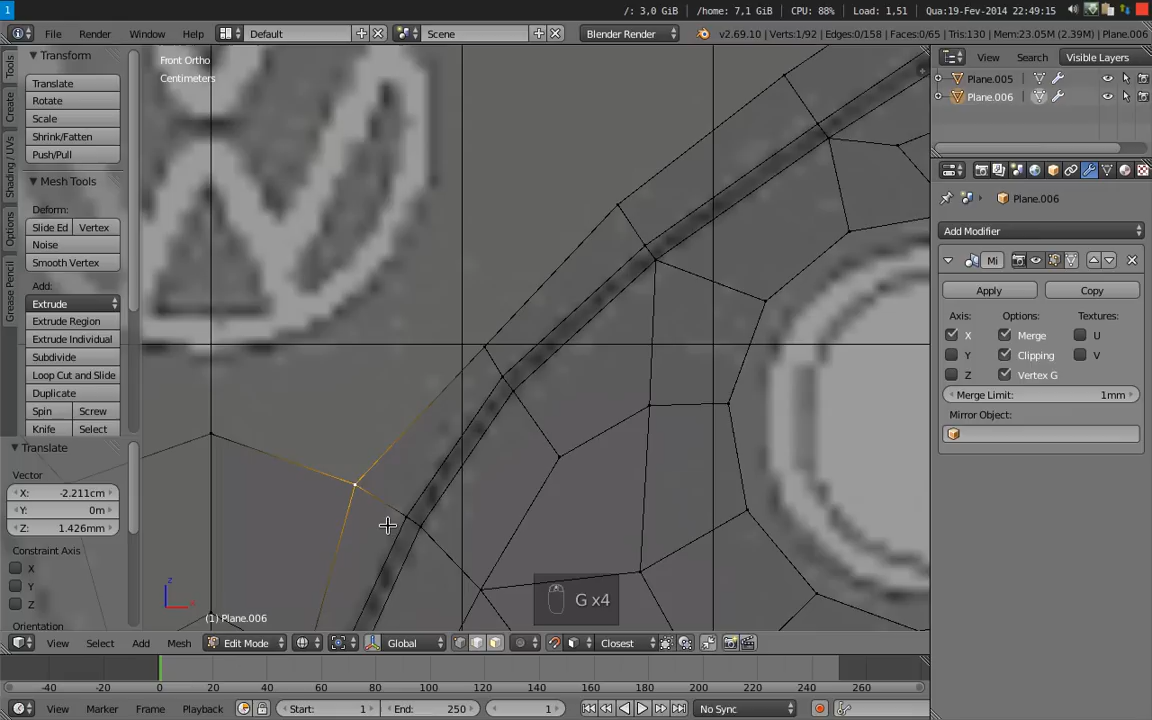 1
/: 3,0 GiB
/home: 7,1 GiB
CPU: 88%
Load: 1,51
Qua:19-Fev-2014 22:49:15
File
Render
Window
Help
Default
Scene
Blender Render
v2.69.10 | Verts:1/92 | Edges:0/158 | Faces:0/65 | Tris:130 | Mem:23.05M (2.39M) | Plane.006
Tools
Create
Shading / UVs
Options
Grease Pencil
Transform
Translate
Rotate
Scale
Shrink/Fatten
Push/Pull
Mesh Tools
Deform:
Slide Ed
Vertex
Noise
Smooth Vertex
Add:
Extrude
Extrude Region
Extrude Individual
Subdivide
Loop Cut and Slide
Duplicate
Spin
Screw
Knife
Select
Translate
Vector
X: -2.211cm
Y: 0m
Z: 1.426mm
Constraint Axis
X
Y
Z
Orientation
Front Ortho
Centimeters
z
x
(1) Plane.006
G x4
View
Search
Visible Layers
Plane.005
Plane.006
Plane.006
Add Modifier
Mi
Apply
Copy
Axis:
Options:
Textures:
X
Merge
U
Y
Clipping
V
Z
Vertex G
Merge Limit: 1mm
Mirror Object:
View
Select
Add
Mesh
Edit Mode
Global
Closest
-40
-20
0
20
40
60
80
100
120
140
160
180
200
220
240
260
View
Marker
Frame
Playback
Start: 1
End: 250
1
No Sync